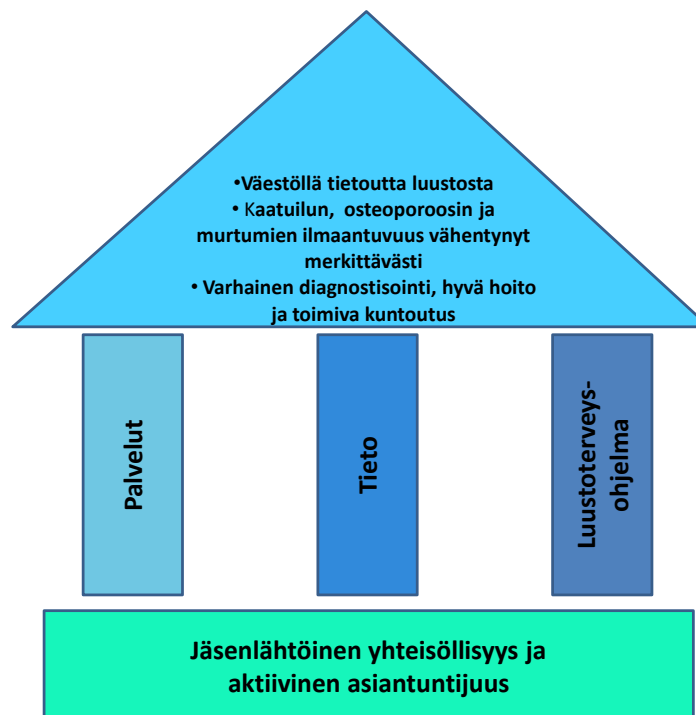 •Väestöllä tietoutta luustosta
• Kaatuilun, osteoporoosin ja
murtumien ilmaantuvuus vähentynyt
merkittävästi
• Varhainen diagnostisointi, hyvä hoito
ja toimiva kuntoutus
Palvelut
Tieto
Luustoterveys-
ohjelma
Jäsenlähtöinen yhteisöllisyys ja
aktiivinen asiantuntijuus